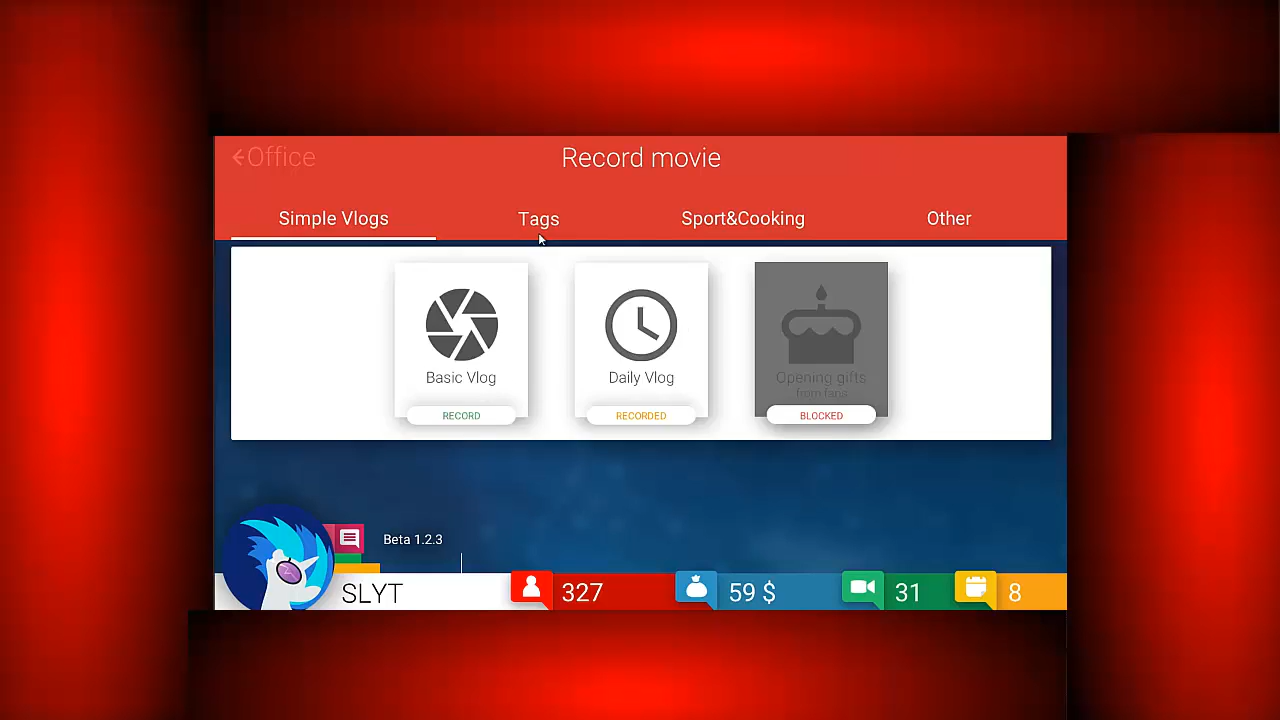 Office
Record movie
Simple Vlogs
Tags
Sport&Cooking
Other
Basic Vlog
RECORD
Daily Vlog
RECORDED
Opening gifts
from fans
BLOCKED
Beta 1.2.3
SLYT
327
59 $
31
8